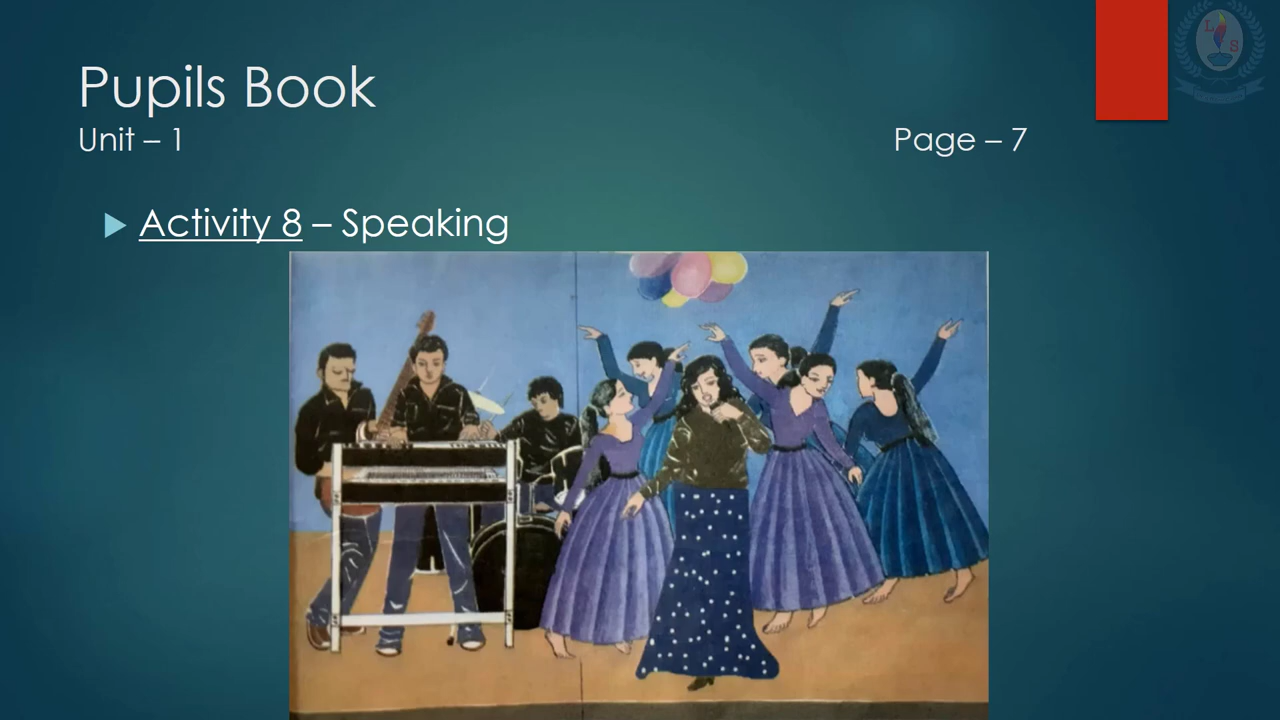 Pupils Book
Unit – 1
Page – 7
Activity 8 – Speaking
L
S